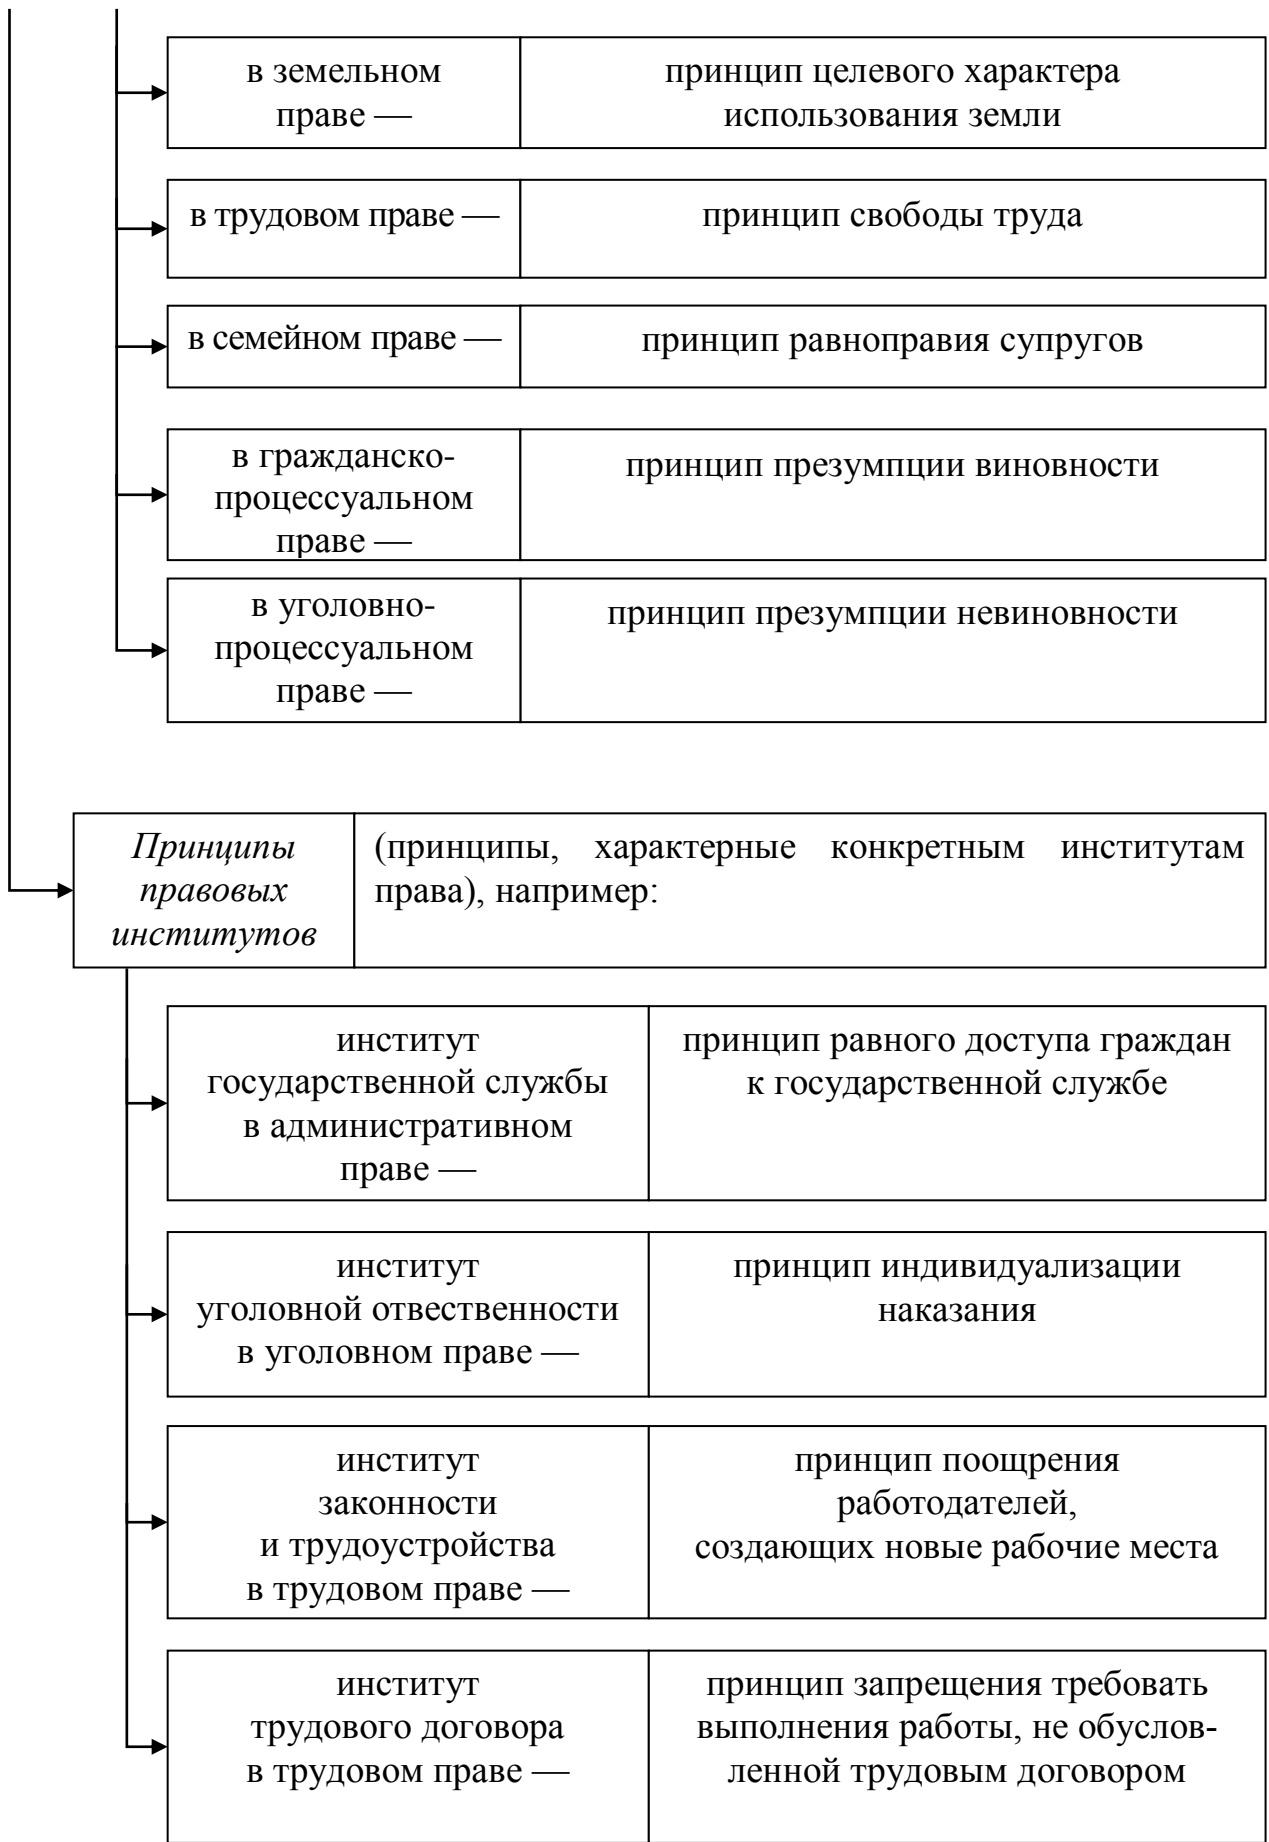 в земельном
праве —
принцип целевого характера
использования земли
в трудовом праве —
принцип свободы труда
в семейном праве —
принцип равноправия супругов
в гражданско-
процессуальном
праве —
принцип презумпции виновности
в уголовно-
процессуальном
праве —
принцип презумпции невиновности
Принципы
правовых
институтов
(принципы, характерные конкретным институтам
права), например:
институт
государственной службы
в административном
праве —
принцип равного доступа граждан
к государственной службе
институт
уголовной отвественности
в уголовном праве —
принцип индивидуализации
наказания
институт
законности
и трудоустройства
в трудовом праве —
принцип поощрения
работодателей,
создающих новые рабочие места
институт
трудового договора
в трудовом праве —
принцип запрещения требовать
выполнения работы, не обуслов-
ленной трудовым договором